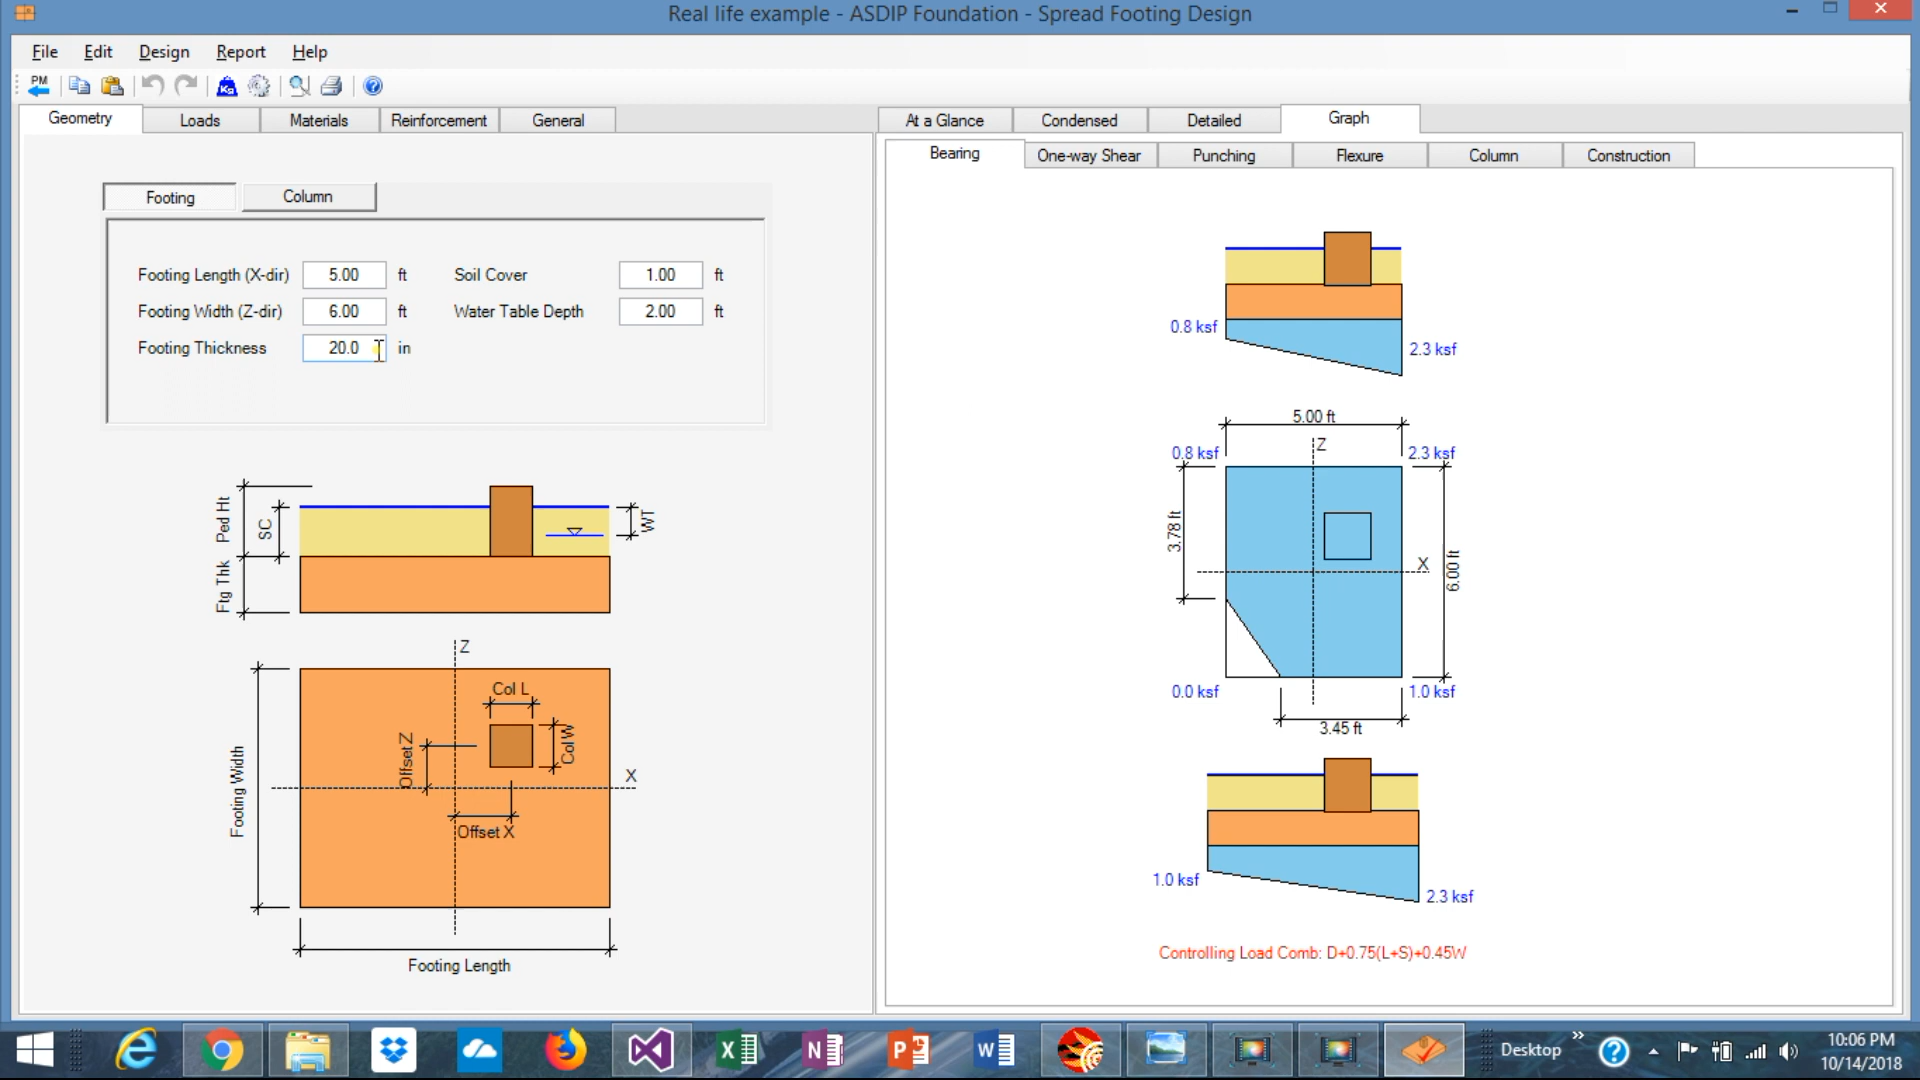 Real life example - ASDIP Foundation - Spread Footing Design
File Edit Design Report Help
PM
Kg
Geometry Loads Materials Reinforcement General
At a Glance Condensed Detailed Graph
Bearing One-way Shear Punching Flexure Column Construction
Footing Column
Footing Length (X-dir) 5.00 ft Soil Cover 1.00 ft
Footing Width (Z-dir) 6.00 ft Water Table Depth 2.00 ft
Footing Thickness 20.0 in
Ped Ht
SC
WT
Ftg Thk
Z
Col L
Col W
Offset Z
X
Offset X
Footing Width
Footing Length
0.8 ksf
2.3 ksf
5.00 ft
Z
0.8 ksf 2.3 ksf
3.78 ft
X
6.00 ft
0.0 ksf 1.0 ksf
3.45 ft
1.0 ksf
2.3 ksf
Controlling Load Comb: D+0.75(L+S)+0.45W
Desktop
10:06 PM
10/14/2018